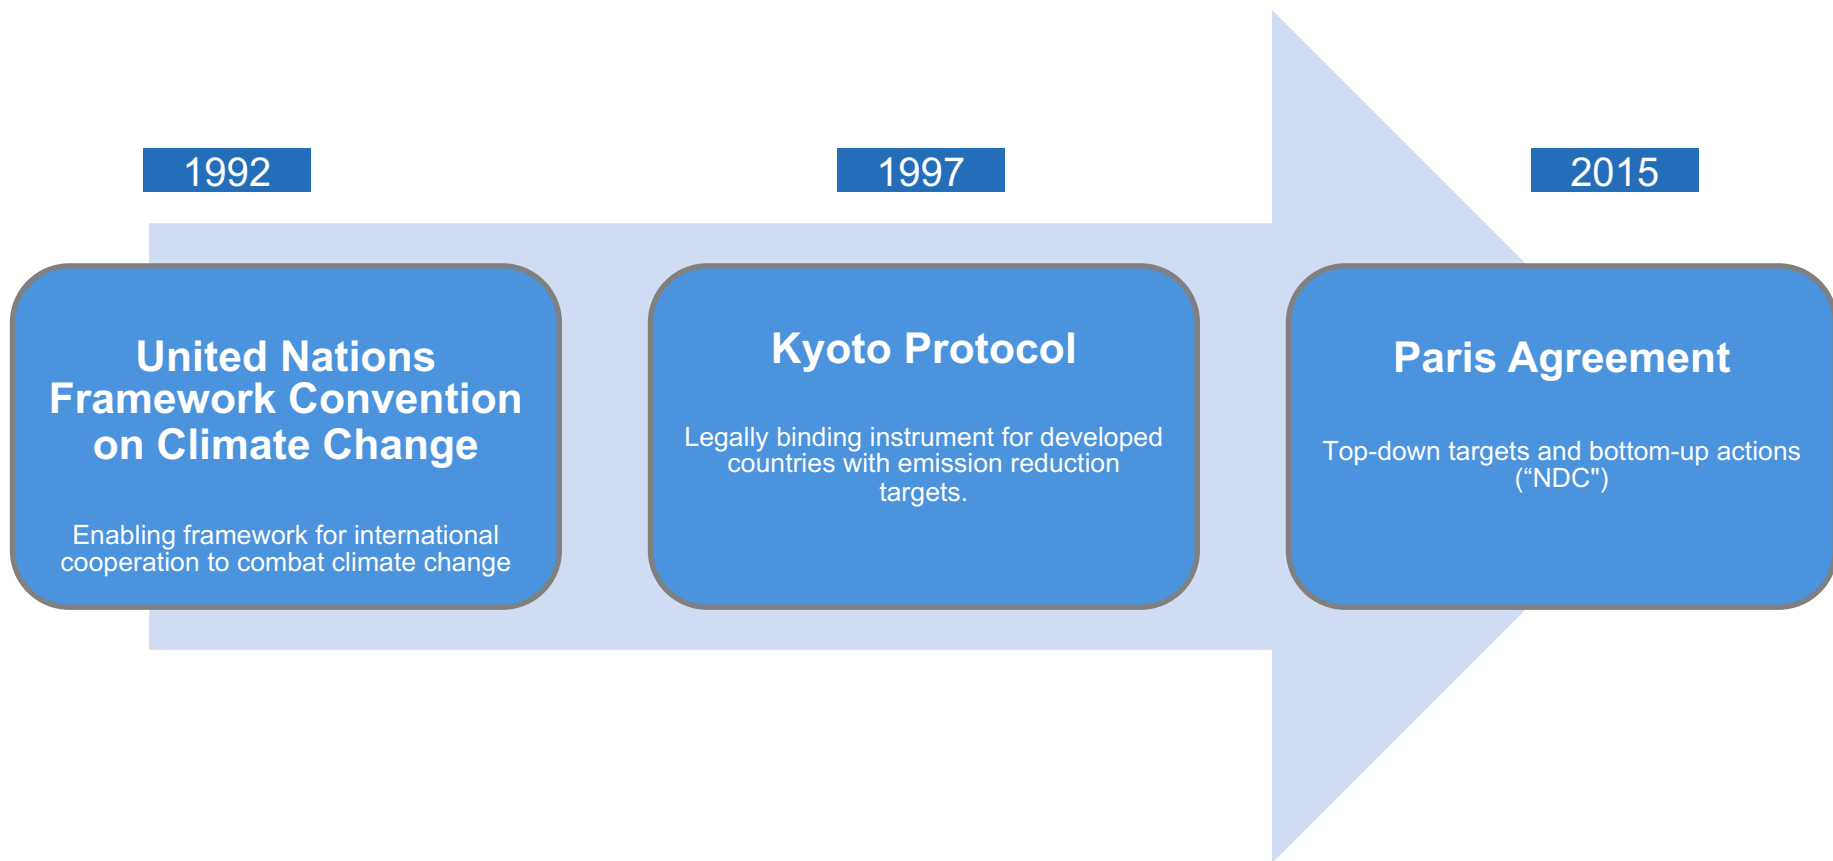 1992
1997
2015
United Nations
Framework Convention
on Climate Change
Enabling framework for international
cooperation to combat climate change
Kyoto Protocol
Legally binding instrument for developed
countries with emission reduction
targets.
Paris Agreement
Top-down targets and bottom-up actions
(“NDC")